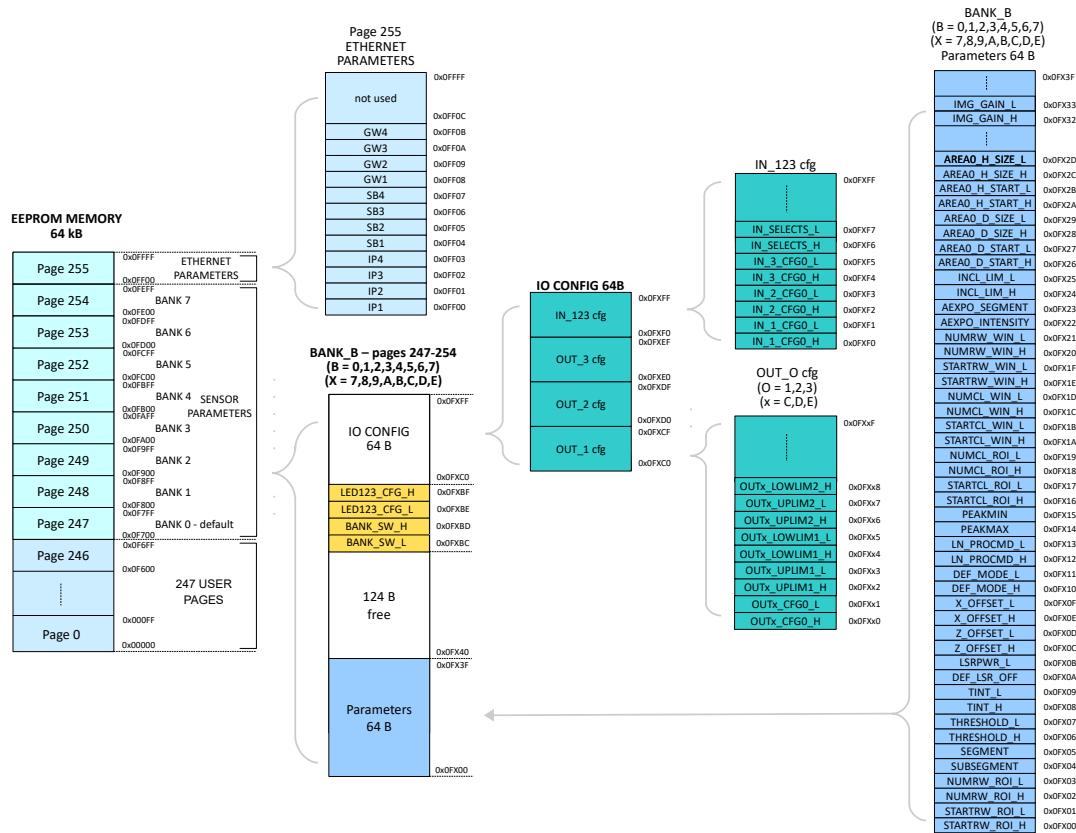 EEPROM MEMORY
64 kB
Page 255
Page 254
Page 253
Page 252
Page 251
Page 250
Page 249
Page 248
Page 247
Page 246
Page 0
0x0FFFF
0x0FF00
0x0FEFF
0x0FE00
0x0FDFF
0x0FD00
0x0FCFF
0x0FC00
0x0FBFF
0x0FB00
0x0FAFF
0x0FA00
0x0F9FF
0x0F900
0x0F8FF
0x0F800
0x0F7FF
0x0F700
0x0F6FF
0x0F600
0x000FF
0x00000
ETHERNET
PARAMETERS
BANK 7
BANK 6
BANK 5
BANK 4
BANK 3
BANK 2
BANK 1
BANK 0 - default
SENSOR
PARAMETERS
247 USER
PAGES
Page 255
ETHERNET
PARAMETERS
0x0FFFF
not used
0x0FF0C
GW4 0x0FF0B
GW3 0x0FF0A
GW2 0x0FF09
GW1 0x0FF08
SB4 0x0FF07
SB3 0x0FF06
SB2 0x0FF05
SB1 0x0FF04
IP4 0x0FF03
IP3 0x0FF02
IP2 0x0FF01
IP1 0x0FF00
BANK_B – pages 247-254
(B = 0,1,2,3,4,5,6,7)
(X = 7,8,9,A,B,C,D,E)
0x0FXFF
IO CONFIG
64 B
0x0FXC0
LED123_CFG_H 0x0FXBF
LED123_CFG_L 0x0FXBE
BANK_SW_H 0x0FXBD
BANK_SW_L 0x0FXBC
124 B
free
0x0FX40
0x0FX3F
Parameters
64 B
0x0FX00
IO CONFIG 64B
0x0FXFF
IN_123 cfg
0x0FXF0
0x0FXEF
OUT_3 cfg
0x0FXE0
0x0FXDF
OUT_2 cfg
0x0FXD0
0x0FXCF
OUT_1 cfg
0x0FXC0
IN_123 cfg
0x0FXFF
IN_SELECTS_L 0x0FXF7
IN_SELECTS_H 0x0FXF6
IN_3_CFG0_L 0x0FXF5
IN_3_CFG0_H 0x0FXF4
IN_2_CFG0_L 0x0FXF3
IN_2_CFG0_H 0x0FXF2
IN_1_CFG0_L 0x0FXF1
IN_1_CFG0_H 0x0FXF0
OUT_O cfg
(O = 1,2,3)
(x = C,D,E)
0x0FXxF
OUTx_LOWLIM2_H 0x0FXx8
OUTx_UPLIM2_L 0x0FXx7
OUTx_UPLIM2_H 0x0FXx6
OUTx_LOWLIM1_L 0x0FXx5
OUTx_LOWLIM1_H 0x0FXx4
OUTx_UPLIM1_L 0x0FXx3
OUTx_UPLIM1_H 0x0FXx2
OUTx_CFG0_L 0x0FXx1
OUTx_CFG0_H 0x0FXx0
BANK_B
(B = 0,1,2,3,4,5,6,7)
(X = 7,8,9,A,B,C,D,E)
Parameters 64 B
0x0FX3F
IMG_GAIN_L 0x0FX33
IMG_GAIN_H 0x0FX32
AREA0_H_SIZE_L 0x0FX2D
AREA0_H_SIZE_H 0x0FX2C
AREA0_H_START_L 0x0FX2B
AREA0_H_START_H 0x0FX2A
AREA0_D_SIZE_L 0x0FX29
AREA0_D_SIZE_H 0x0FX28
AREA0_D_START_L 0x0FX27
AREA0_D_START_H 0x0FX26
INCL_LIM_L 0x0FX25
INCL_LIM_H 0x0FX24
AEXPO_SEGMENT 0x0FX23
AEXPO_INTENSITY 0x0FX22
NUMRW_WIN_L 0x0FX21
NUMRW_WIN_H 0x0FX20
STARTRW_WIN_L 0x0FX1F
STARTRW_WIN_H 0x0FX1E
NUMCL_WIN_L 0x0FX1D
NUMCL_WIN_H 0x0FX1C
STARTCL_WIN_L 0x0FX1B
STARTCL_WIN_H 0x0FX1A
NUMCL_ROI_L 0x0FX19
NUMCL_ROI_H 0x0FX18
STARTCL_ROI_L 0x0FX17
STARTCL_ROI_H 0x0FX16
PEAKMIN 0x0FX15
PEAKMAX 0x0FX14
LN_PROCMD_L 0x0FX13
LN_PROCMD_H 0x0FX12
DEF_MODE_L 0x0FX11
DEF_MODE_H 0x0FX10
X_OFFSET_L 0x0FX0F
X_OFFSET_H 0x0FX0E
Z_OFFSET_L 0x0FX0D
Z_OFFSET_H 0x0FX0C
LSRPWR_L 0x0FX0B
DEF_LSR_OFF 0x0FX0A
TINT_L 0x0FX09
TINT_H 0x0FX08
THRESHOLD_L 0x0FX07
THRESHOLD_H 0x0FX06
SEGMENT 0x0FX05
SUBSEGMENT 0x0FX04
NUMRW_ROI_L 0x0FX03
NUMRW_ROI_H 0x0FX02
STARTRW_ROI_L 0x0FX01
STARTRW_ROI_H 0x0FX00